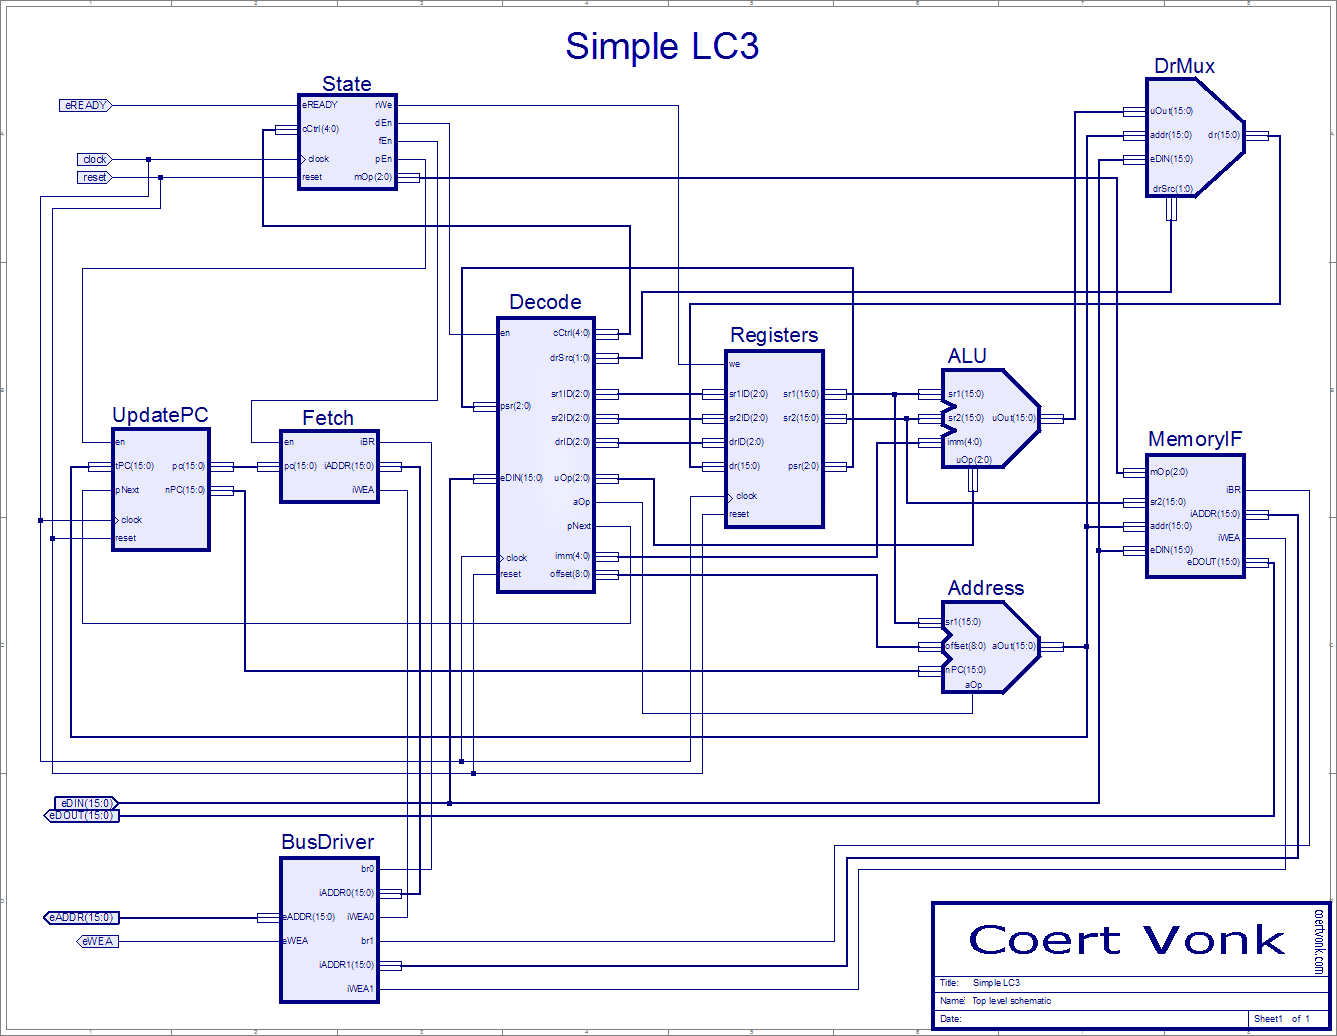 Simple LC3
State
eREADY
eREADY
rWe
cCtrl(4:0)
dEn
fEn
clock
clock
pEn
reset
reset
mOp(2:0)
DrMux
uOut(15:0)
addr(15:0)
dr(15:0)
eDIN(15:0)
drSrc(1:0)
Decode
en
cCtrl(4:0)
drSrc(1:0)
sr1ID(2:0)
psr(2:0)
sr2ID(2:0)
drID(2:0)
eDIN(15:0)
uOp(2:0)
aOp
pNext
clock
imm(4:0)
reset
offset(8:0)
Registers
we
sr1ID(2:0)
sr1(15:0)
sr2ID(2:0)
sr2(15:0)
drID(2:0)
dr(15:0)
psr(2:0)
clock
reset
ALU
sr1(15:0)
sr2(15:0)
uOut(15:0)
imm(4:0)
uOp(2:0)
UpdatePC
en
tPC(15:0)
pc(15:0)
pNext
nPC(15:0)
clock
reset
Fetch
en
iBR
pc(15:0)
iADDR(15:0)
iWEA
MemoryIF
mOp(2:0)
iBR
sr2(15:0)
iADDR(15:0)
addr(15:0)
iWEA
eDIN(15:0)
eDOUT(15:0)
Address
sr1(15:0)
offset(8:0)
aOut(15:0)
nPC(15:0)
aOp
eDIN(15:0)
eDOUT(15:0)
BusDriver
br0
iADDR0(15:0)
eADDR(15:0)
eADDR(15:0)
iWEA0
eWEA
eWEA
br1
iADDR1(15:0)
iWEA1
Coert Vonk
coertvonk.com
Title: Simple LC3
Name: Top level schematic
Date:
Sheet1 of 1